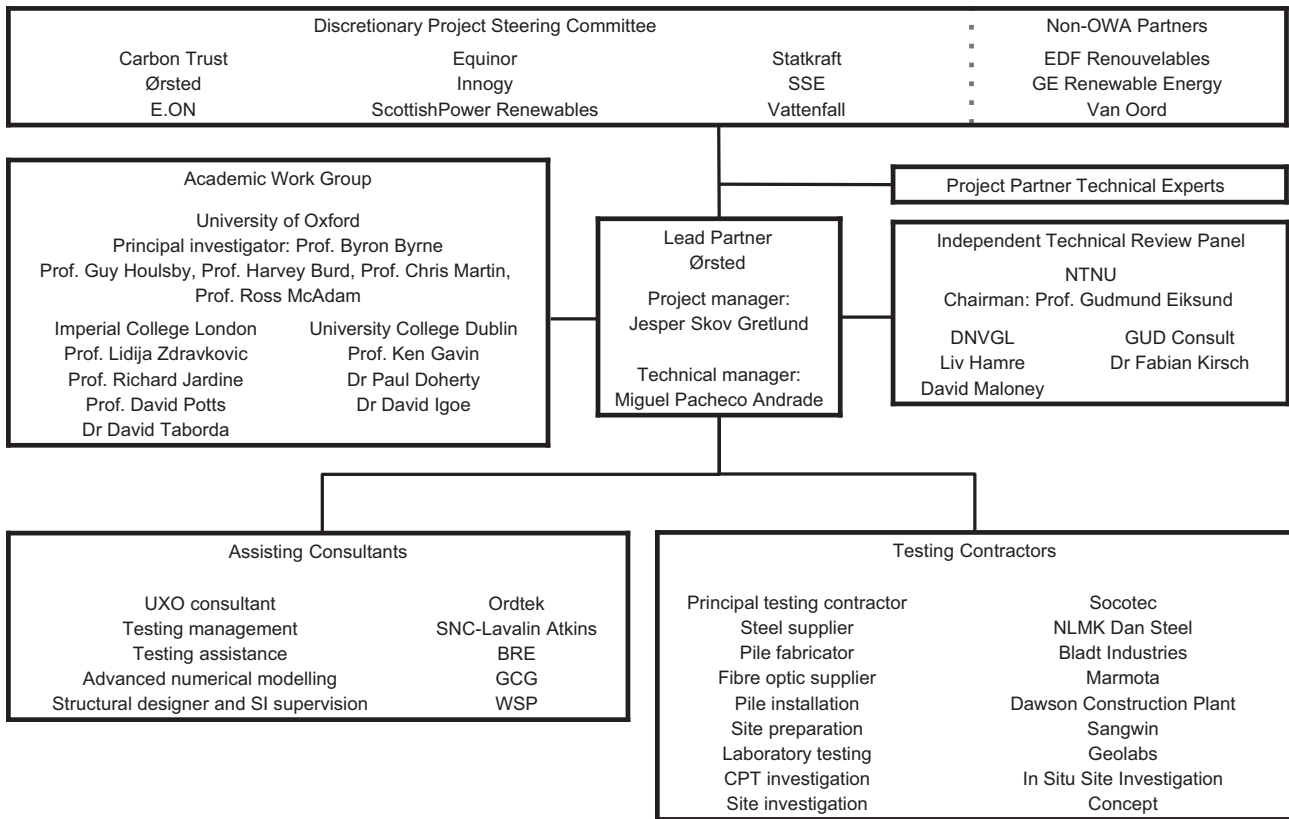 Discretionary Project Steering Committee
Carbon Trust Equinor Statkraft
Ørsted Innogy SSE
E.ON ScottishPower Renewables Vattenfall
Non-OWA Partners
EDF Renouvelables
GE Renewable Energy
Van Oord
Academic Work Group
University of Oxford
Principal investigator: Prof. Byron Byrne
Prof. Guy Houlsby, Prof. Harvey Burd, Prof. Chris Martin,
Prof. Ross McAdam
Imperial College London
Prof. Lidija Zdravkovic
Prof. Richard Jardine
Prof. David Potts
Dr David Taborda
University College Dublin
Prof. Ken Gavin
Dr Paul Doherty
Dr David Igoe
Lead Partner
Ørsted
Project manager:
Jesper Skov Gretlund
Technical manager:
Miguel Pacheco Andrade
Project Partner Technical Experts
Independent Technical Review Panel
NTNU
Chairman: Prof. Gudmund Eiksund
DNVGL
Liv Hamre
David Maloney
GUD Consult
Dr Fabian Kirsch
Assisting Consultants
UXO consultant Ordtek
Testing management SNC-Lavalin Atkins
Testing assistance BRE
Advanced numerical modelling GCG
Structural designer and SI supervision WSP
Testing Contractors
Principal testing contractor Socotec
Steel supplier NLMK Dan Steel
Pile fabricator Bladt Industries
Fibre optic supplier Marmota
Pile installation Dawson Construction Plant
Site preparation Sangwin
Laboratory testing Geolabs
CPT investigation In Situ Site Investigation
Site investigation Concept